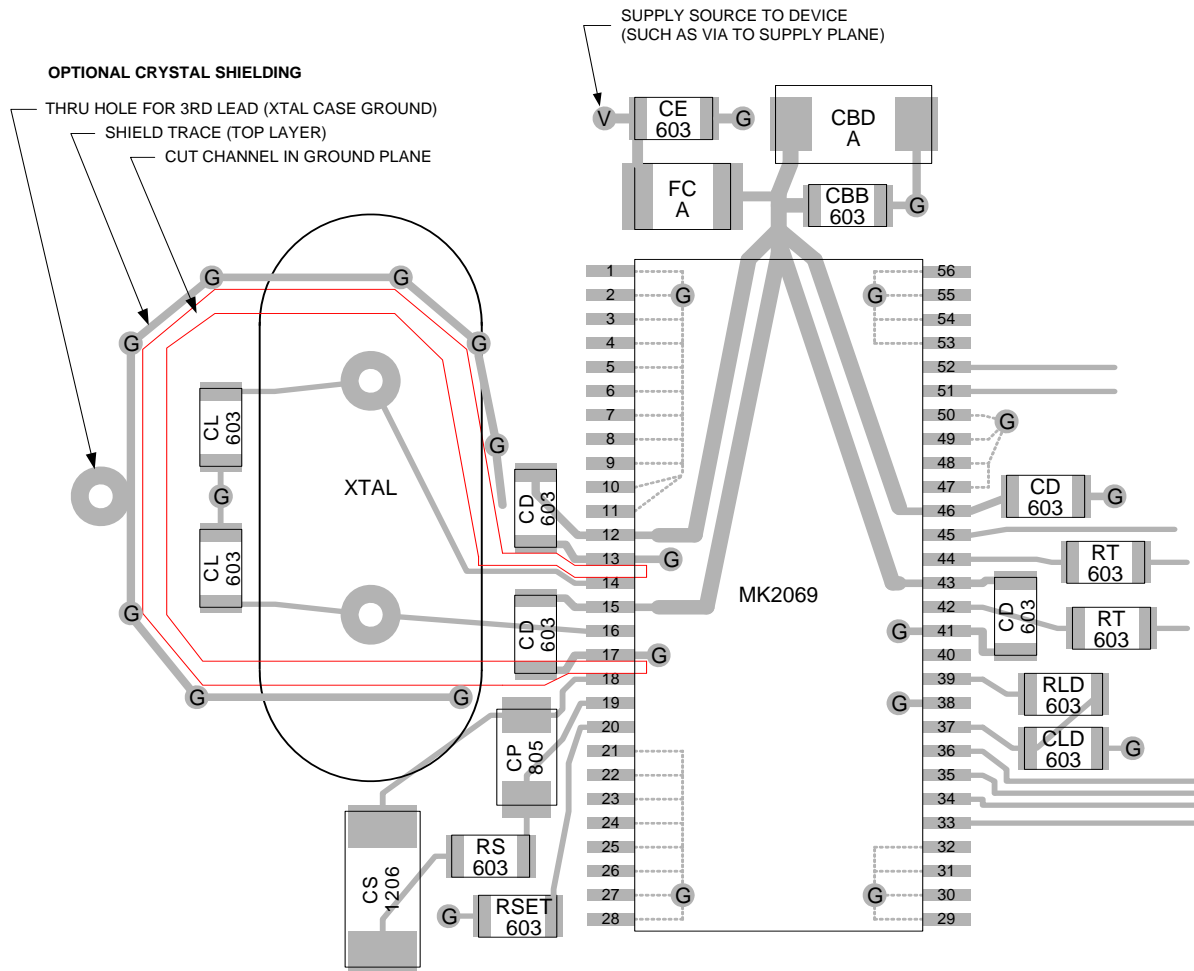 SUPPLY SOURCE TO DEVICE
(SUCH AS VIA TO SUPPLY PLANE)
OPTIONAL CRYSTAL SHIELDING
THRU HOLE FOR 3RD LEAD (XTAL CASE GROUND)
SHIELD TRACE (TOP LAYER)
CUT CHANNEL IN GROUND PLANE
V
CE
603
G
CBD
A
FC
A
CBB
603
G
G
G
G
G
G
CL
603
G
CL
603
XTAL
G
G
G
CD
603
CD
603
1
2
3
4
5
6
7
8
9
10
11
12
13
14
15
16
17
18
19
20
21
22
23
24
25
26
27
28
G
G
G
G
MK2069
G
G
G
G
56
55
54
53
52
51
50
49
48
47
46
45
44
43
42
41
40
39
38
37
36
35
34
33
32
31
30
29
G
CD
603
G
RT
603
CD
603
RT
603
RLD
603
CLD
603
G
CP
805
CS
1206
RS
603
G
RSET
603